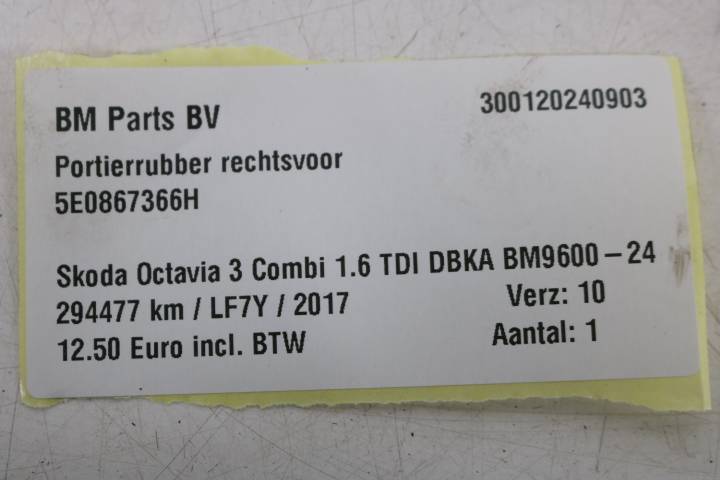 BM Parts BV 300120240903
Portierrubber rechtsvoor
5E0867366H
Skoda Octavia 3 Combi 1.6 TDI DBKA BM9600-24
294477 km / LF7Y / 2017 Verz: 10
12.50 Euro incl. BTW Aantal: 1